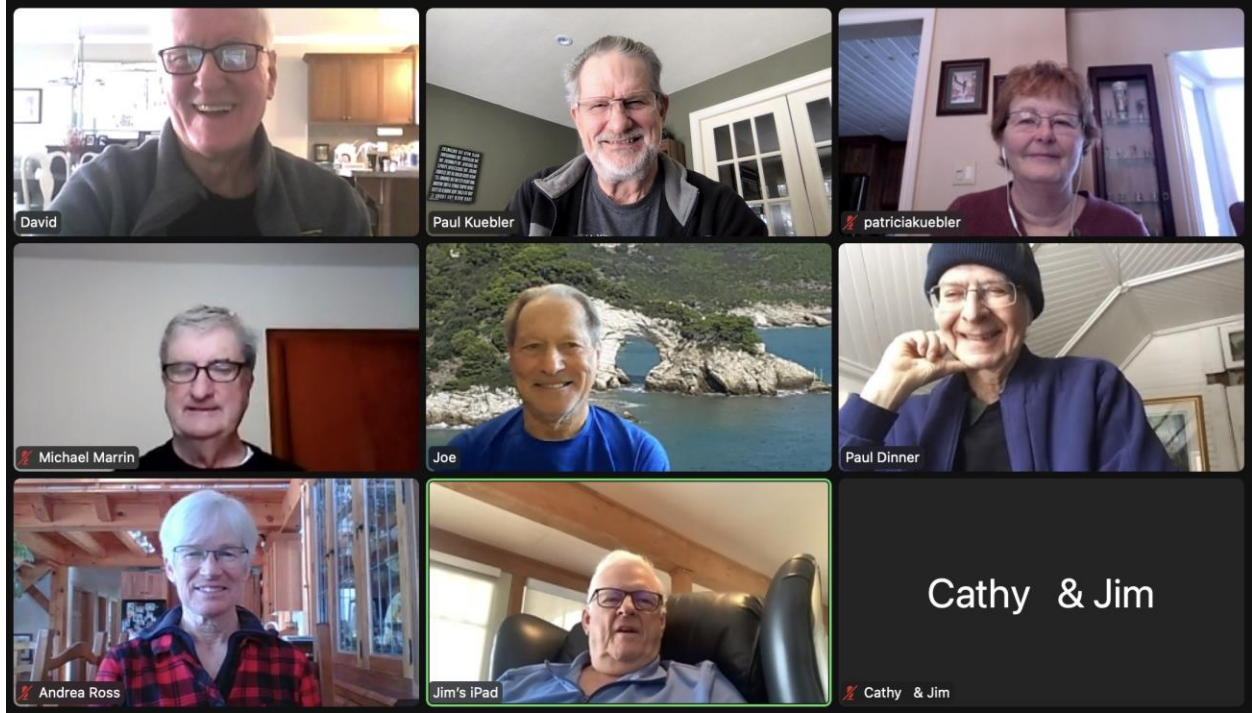 David
Paul Kuebler
patriciakuebler
Michael Marrin
Joe
Paul Dinner
Andrea Ross
Jim's iPad
Cathy & Jim
Cathy & Jim